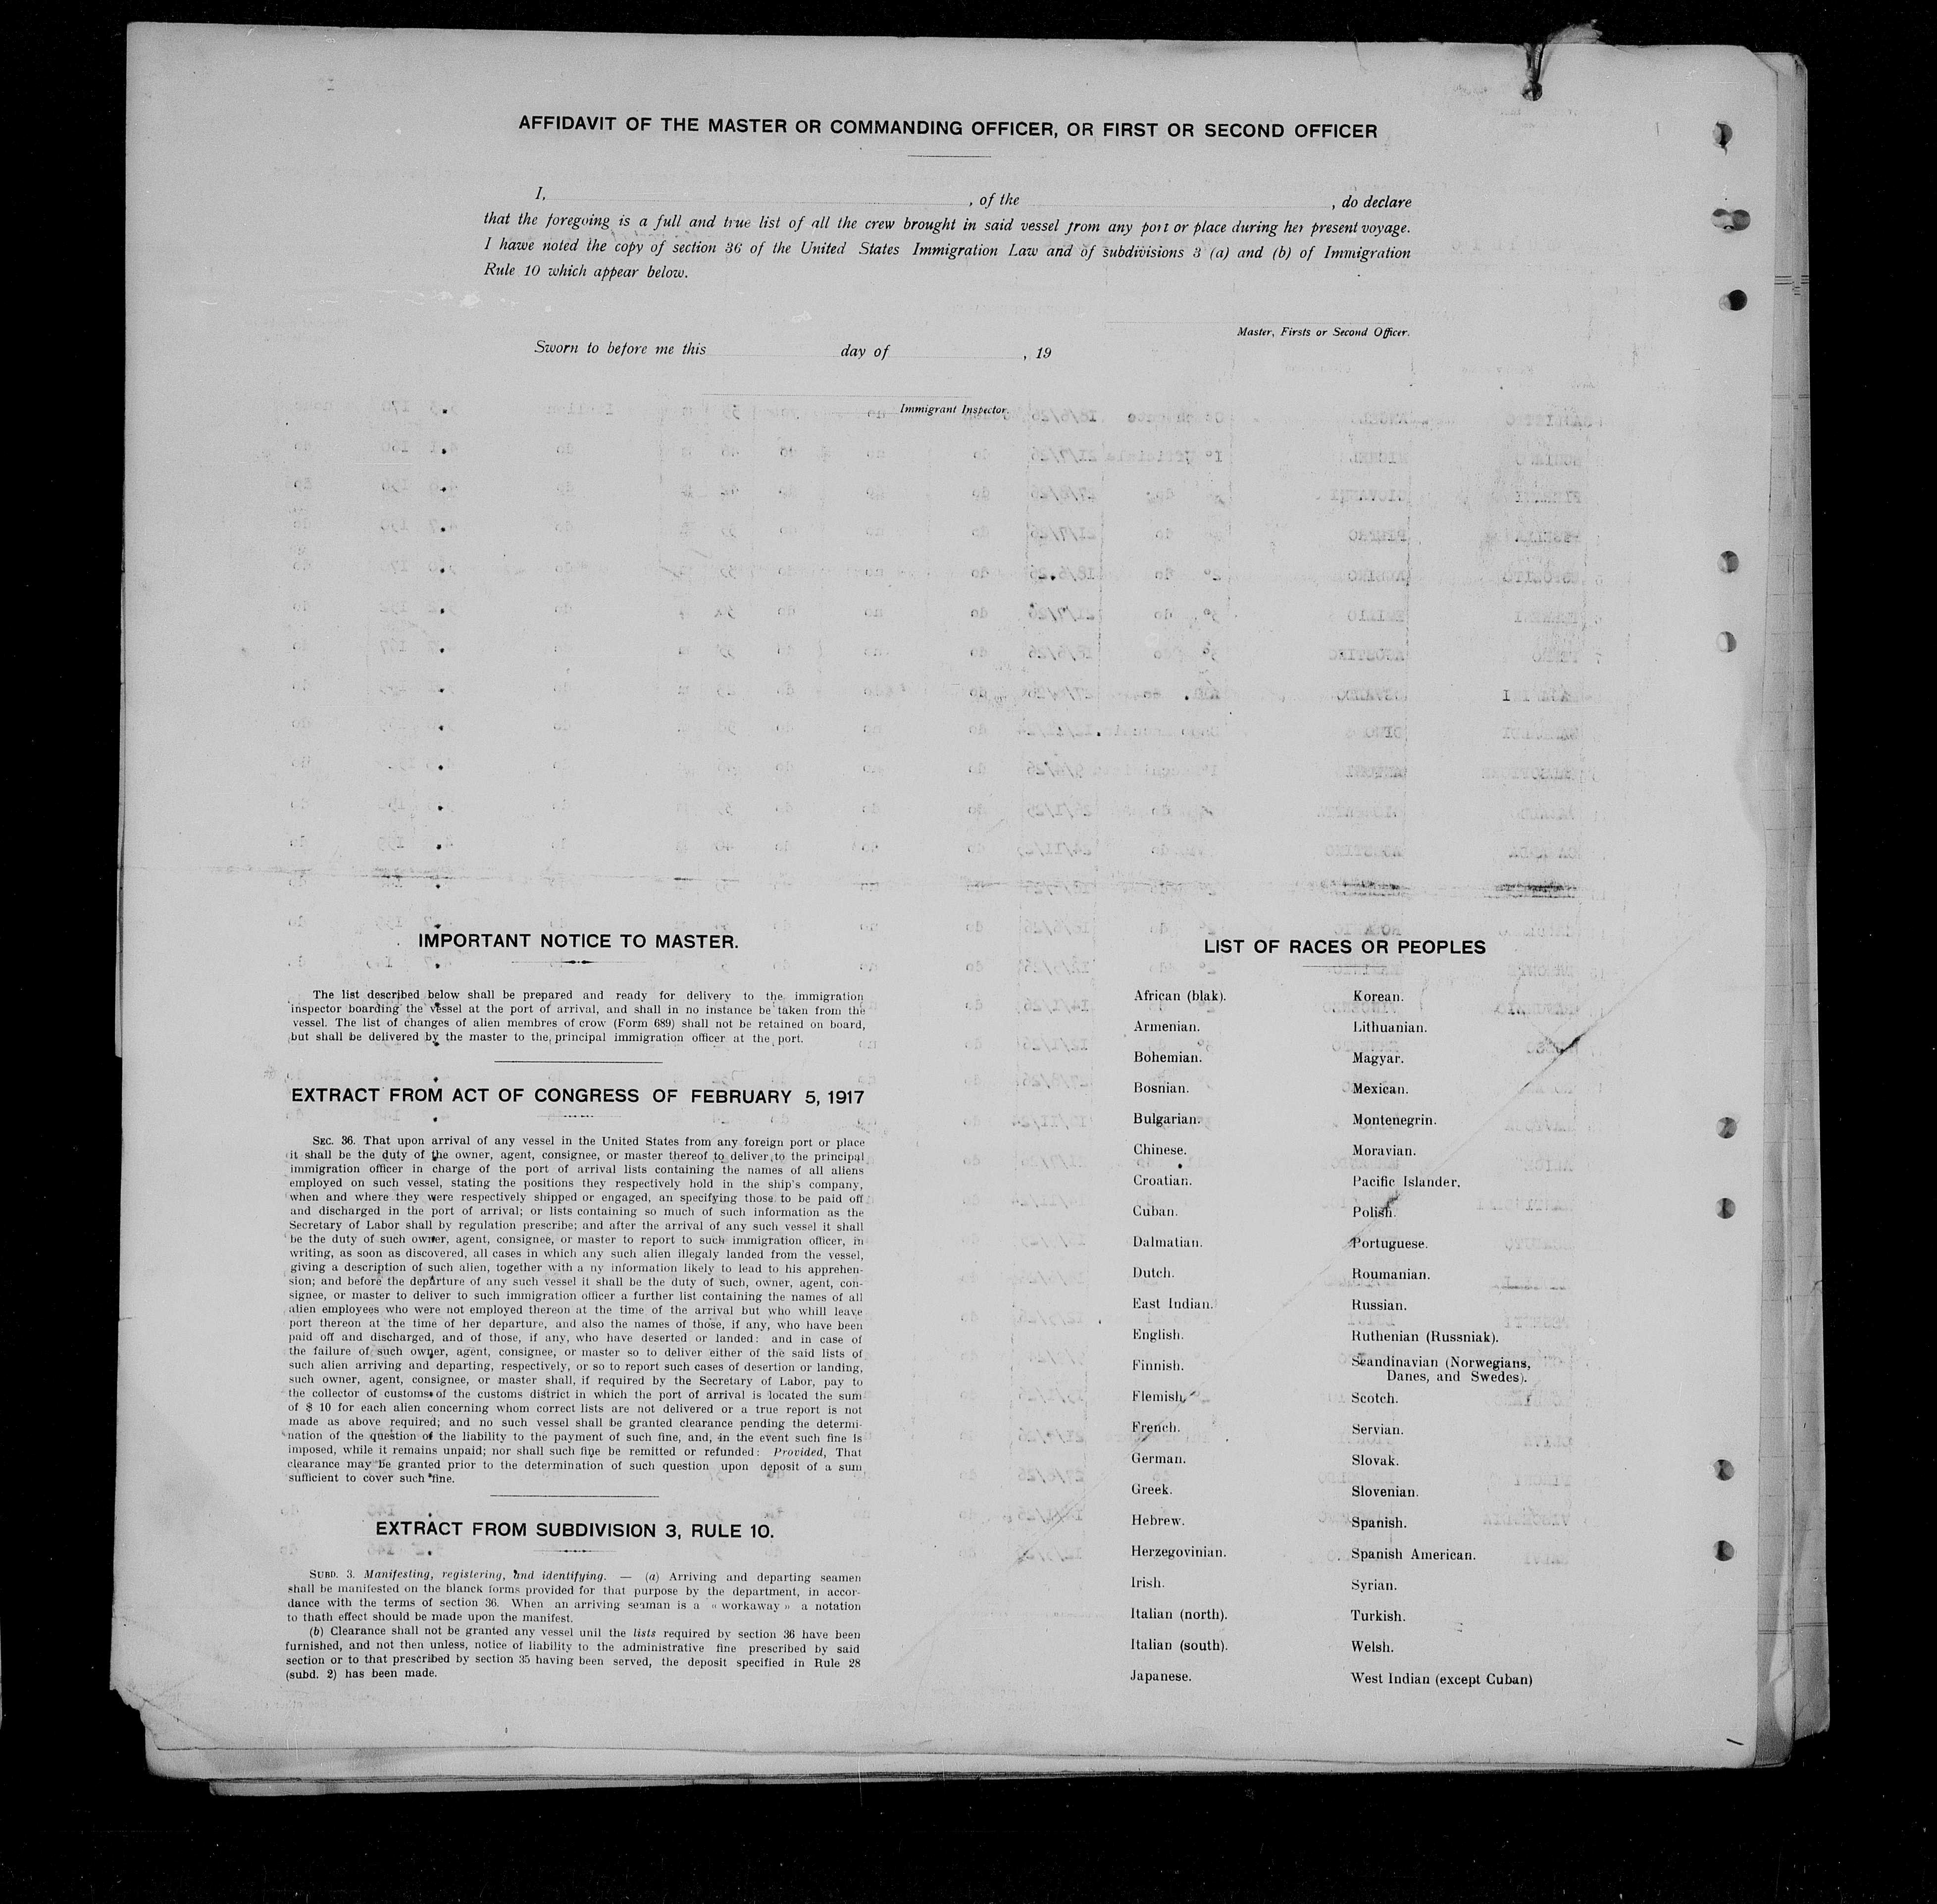 AFFIDAVIT OF THE MASTER OR COMMANDING OFFICER, OR FIRST OR SECOND OFFICER
I, , of the , do declare
that the foregoing is a full and true list of all the crew brought in said vessel from any port or place during her present voyage.
I hawe noted the copy of section 36 of the United States Immigration Law and of subdivisions 3 (a) and (b) of Immigration
Rule 10 which appear below.
Master, Firsts or Second Officer.
Sworn to before me this day of , 19
Immigrant Inspector.
IMPORTANT NOTICE TO MASTER.
The list described below shall be prepared and ready for delivery to the immigration
inspector boarding the vessel at the port of arrival, and shall in no instance be taken from the
vessel. The list of changes of alien membres of crow (Form 689) shall not be retained on board,
but shall be delivered by the master to the principal immigration officer at the port.
EXTRACT FROM ACT OF CONGRESS OF FEBRUARY 5, 1917
SEC. 36. That upon arrival of any vessel in the United States from any foreign port or place
it shall be the duty of the owner, agent, consignee, or master thereof to deliver to the principal
immigration officer in charge of the port of arrival lists containing the names of all aliens
employed on such vessel, stating the positions they respectively hold in the ship's company,
when and where they were respectively shipped or engaged, an specifying those to be paid off
and discharged in the port of arrival; or lists containing so much of such information as the
Secretary of Labor shall by regulation prescribe; and after the arrival of any such vessel it shall
be the duty of such owner, agent, consignee, or master to report to such immigration officer, in
writing, as soon as discovered, all cases in which any such alien illegaly landed from the vessel,
giving a description of such alien, together with a ny information likely to lead to his apprehen-
sion; and before the departure of any such vessel it shall be the duty of such, owner, agent, con-
signee, or master to deliver to such immigration officer a further list containing the names of all
alien employees who were not employed thereon at the time of the arrival but who whill leave
port thereon at the time of her departure, and also the names of those, if any, who have been
paid off and discharged, and of those, if any, who have deserted or landed: and in case of
the failure of such owner, agent, consignee, or master so to deliver either of the said lists of
such alien arriving and departing, respectively, or so to report such cases of desertion or landing,
such owner, agent, consignee, or master shall, if required by the Secretary of Labor, pay to
the collector of customs of the customs district in which the port of arrival is located the sum
of $ 10 for each alien concerning whom correct lists are not delivered or a true report is not
made as above required; and no such vessel shall be granted clearance pending the determi-
nation of the question of the liability to the payment of such fine, and, in the event such fine is
imposed, while it remains unpaid; nor shall such fine be remitted or refunded: Provided, That
clearance may be granted prior to the determination of such question upon deposit of a sum
sufficient to cover such fine.
EXTRACT FROM SUBDIVISION 3, RULE 10.
SUBD. 3. Manifesting, registering, and identifying. — (a) Arriving and departing seamen
shall be manifested on the blanck forms provided for that purpose by the department, in accor-
dance with the terms of section 36. When an arriving seaman is a « workaway » a notation
to thath effect should be made upon the manifest.
(b) Clearance shall not be granted any vessel unil the lists required by section 36 have been
furnished, and not then unless, notice of liability to the administrative fine prescribed by said
section or to that prescribed by section 35 having been served, the deposit specified in Rule 28
(subd. 2) has been made.
LIST OF RACES OR PEOPLES
African (blak).
Armenian.
Bohemian.
Bosnian.
Bulgarian.
Chinese.
Croatian.
Cuban.
Dalmatian.
Dutch.
East Indian.
English.
Finnish.
Flemish.
French.
German.
Greek.
Hebrew.
Herzegovinian.
Irish.
Italian (north).
Italian (south).
Japanese.
Korean.
Lithuanian.
Magyar.
Mexican.
Montenegrin.
Moravian.
Pacific Islander.
Polish.
Portuguese.
Roumanian.
Russian.
Ruthenian (Russniak).
Scandinavian (Norwegians,
Danes, and Swedes).
Scotch.
Servian.
Slovak.
Slovenian.
Spanish.
Spanish American.
Syrian.
Turkish.
Welsh.
West Indian (except Cuban)